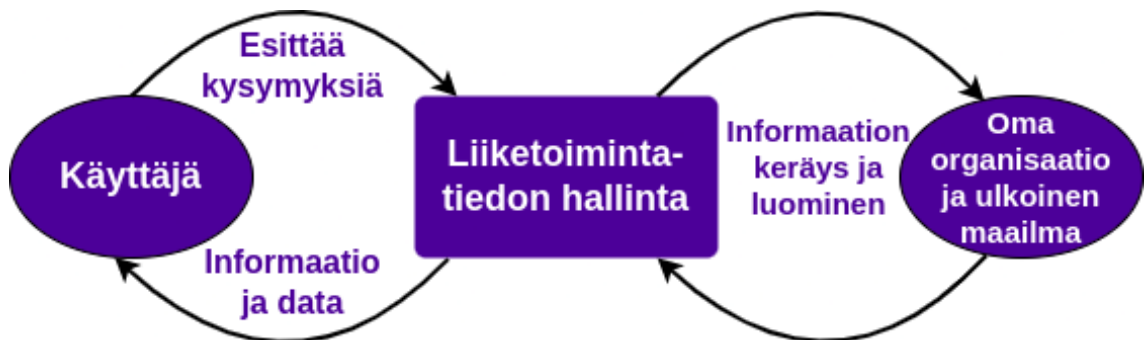 Esittää
kysymyksiä
Käyttäjä
Informaatio
ja data
Liiketoiminta-
tiedon hallinta
Informaation
keräys ja
luominen
Oma
organisaatio
ja ulkoinen
maailma